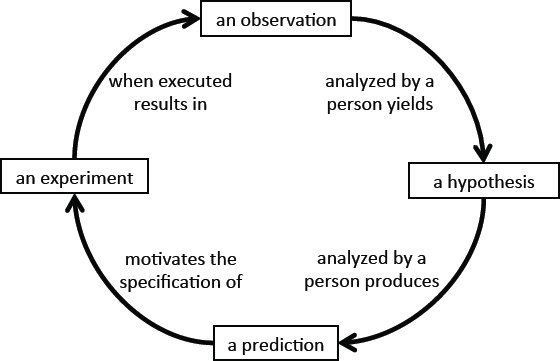 an observation
when executed
results in
analyzed by a
person yields
an experiment
a hypothesis
motivates the
specification of
analyzed by a
person produces
a prediction